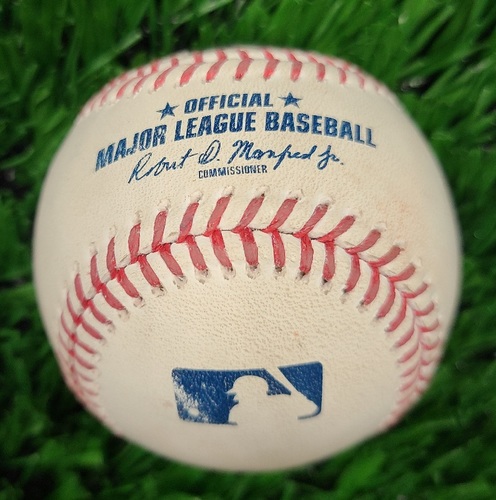 ★ OFFICIAL ★
MAJOR LEAGUE BASEBALL
Robert D. Manfred Jr.
COMMISSIONER